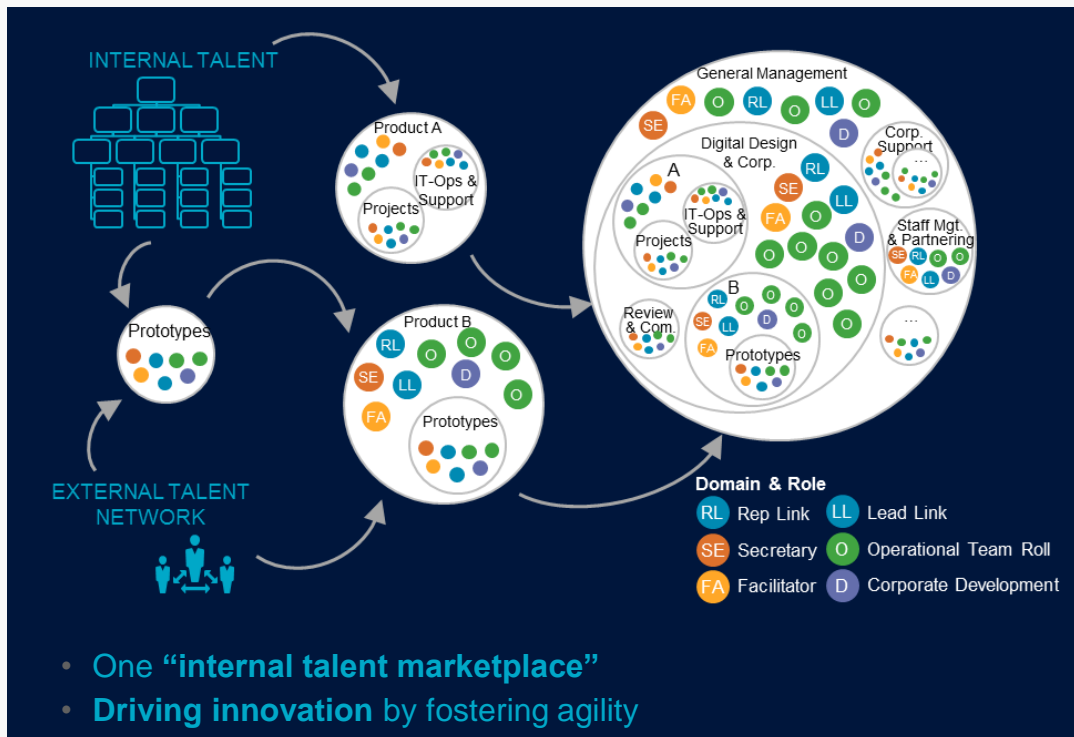 INTERNAL TALENT
Product A
IT-Ops &
Support
Projects
Prototypes
EXTERNAL TALENT
NETWORK
Product B
RL
O
O
O
SE
LL
D
O
FA
Prototypes
General Management
SE
FA
O
RL
O
LL
O
D
Corp.
Support
...
Digital Design
& Corp.
RL
SE
LL
FA
O
D
O
O
O
O
O
O
O
O
A
IT-Ops &
Support
Projects
Staff Mgt.
& Partnering
SE
RL
O
O
FA
LL
D
B
RL
O
O
O
SE
LL
D
O
FA
Prototypes
Review
& Com.
...
Domain & Role
RL Rep Link
LL Lead Link
SE Secretary
O Operational Team Roll
FA Facilitator
D Corporate Development
• One “internal talent marketplace”
• Driving innovation by fostering agility